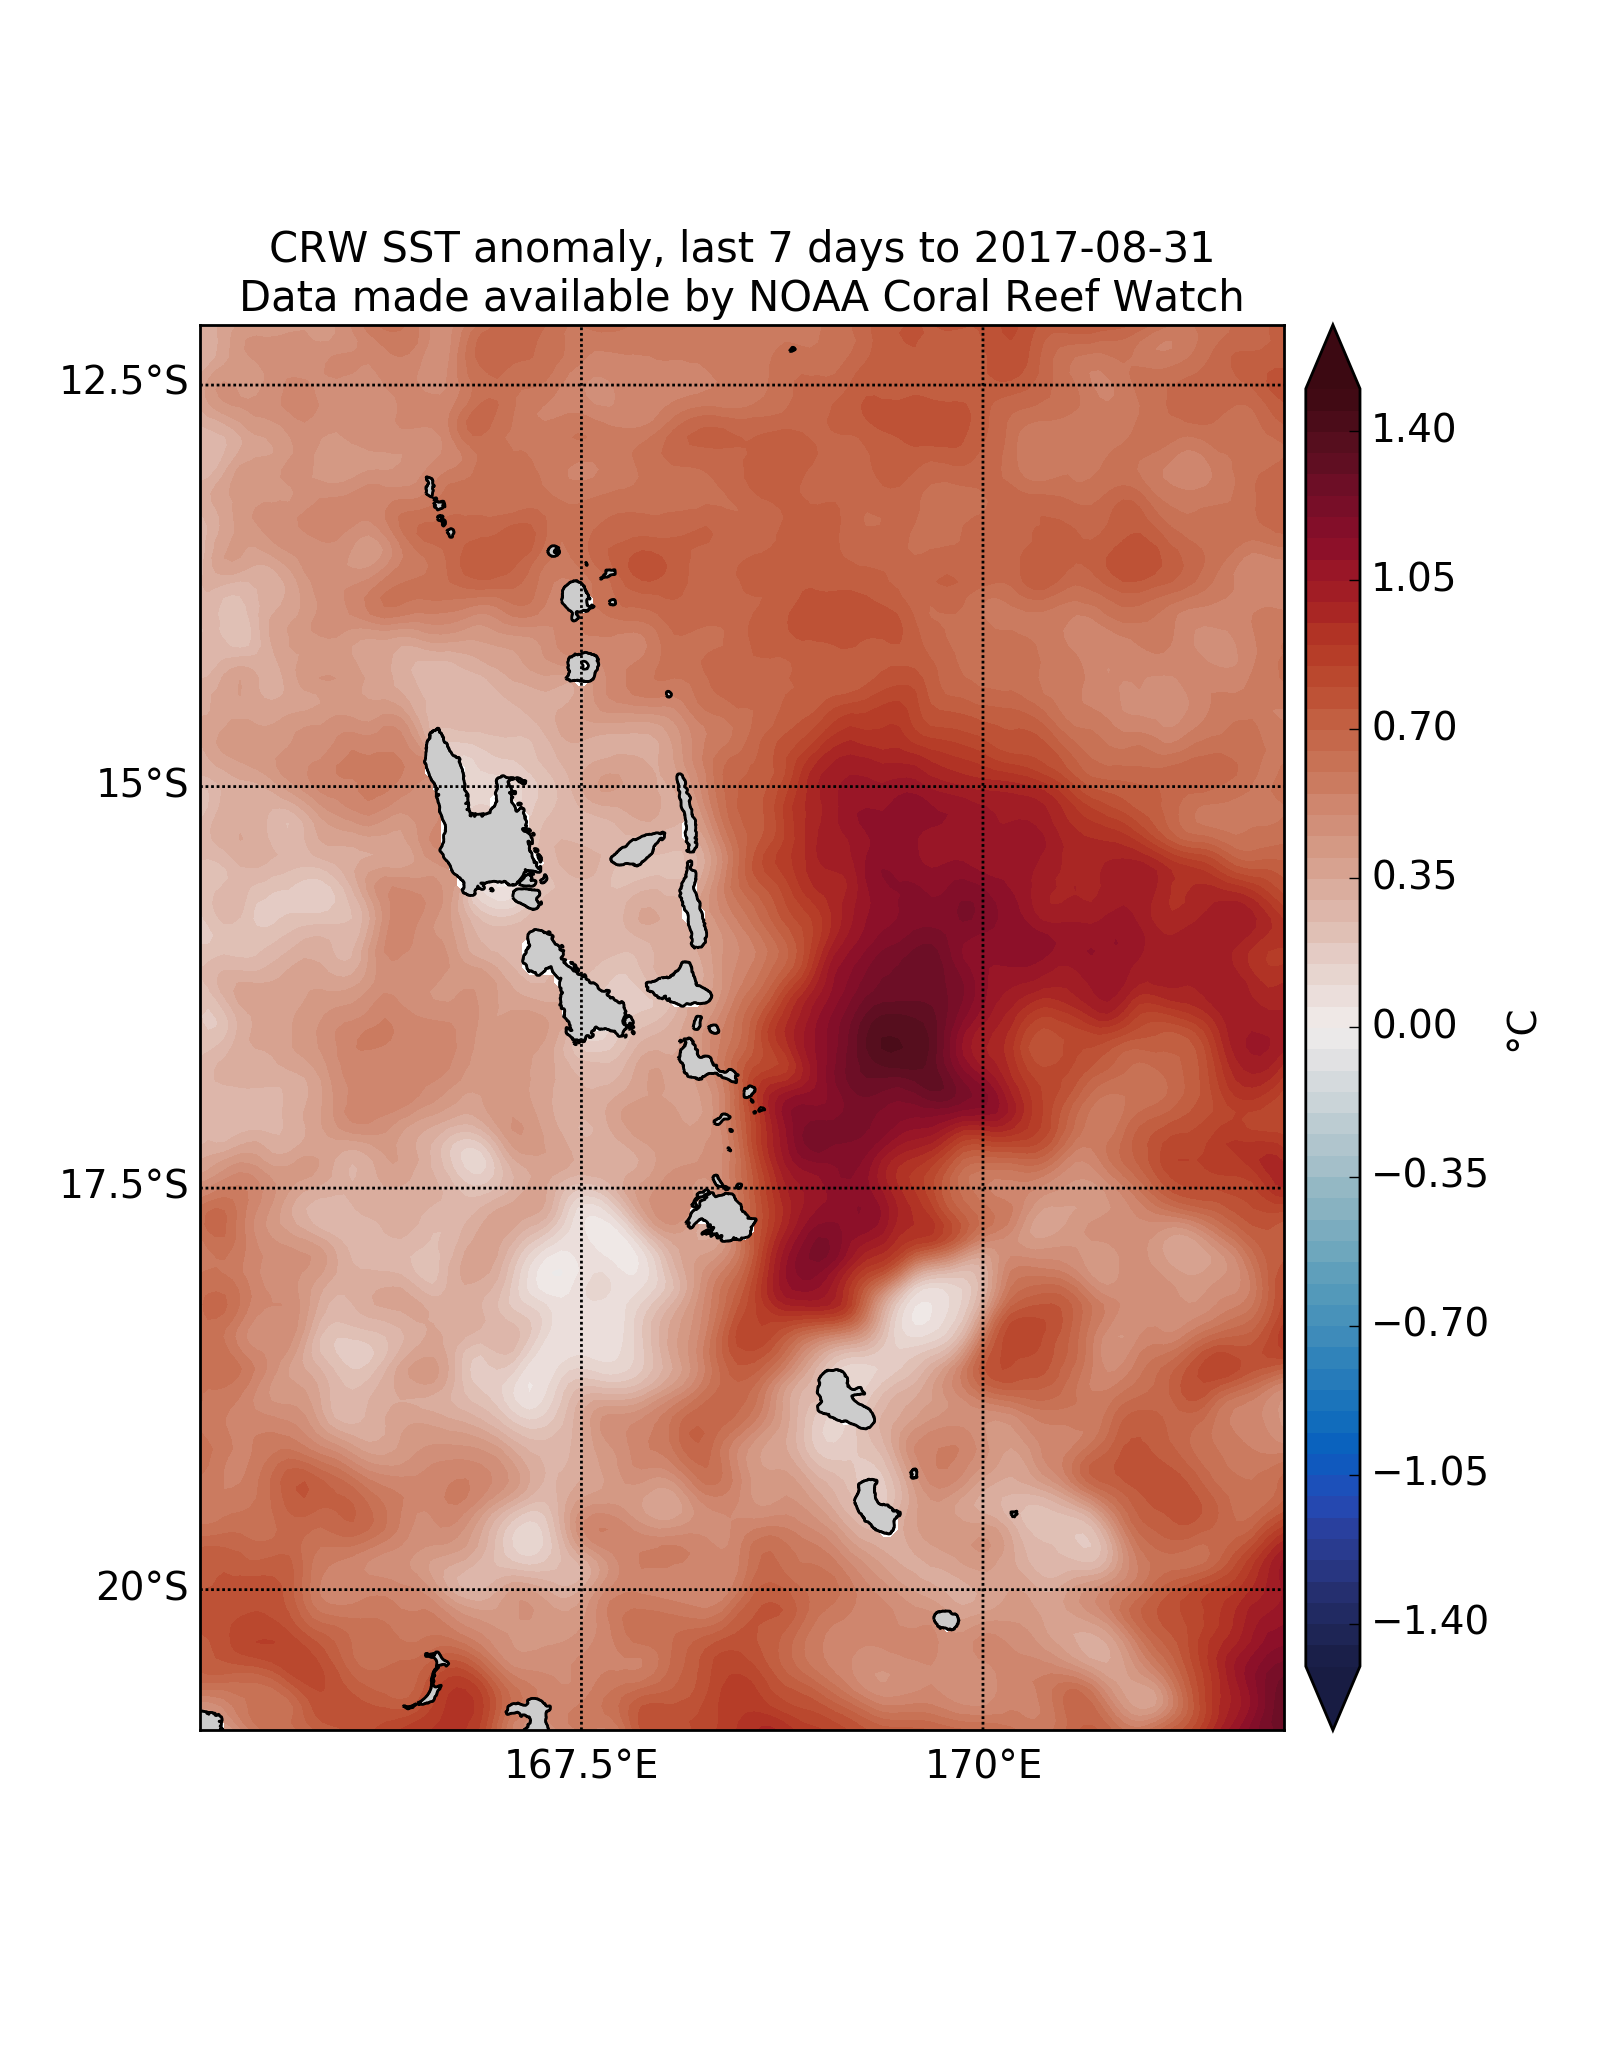 CRW SST anomaly, last 7 days to 2017-08-31
Data made available by NOAA Coral Reef Watch
12.5°S
15°S
17.5°S
20°S
167.5°E
170°E
1.40
1.05
0.70
0.35
0.00
−0.35
−0.70
−1.05
−1.40
°C